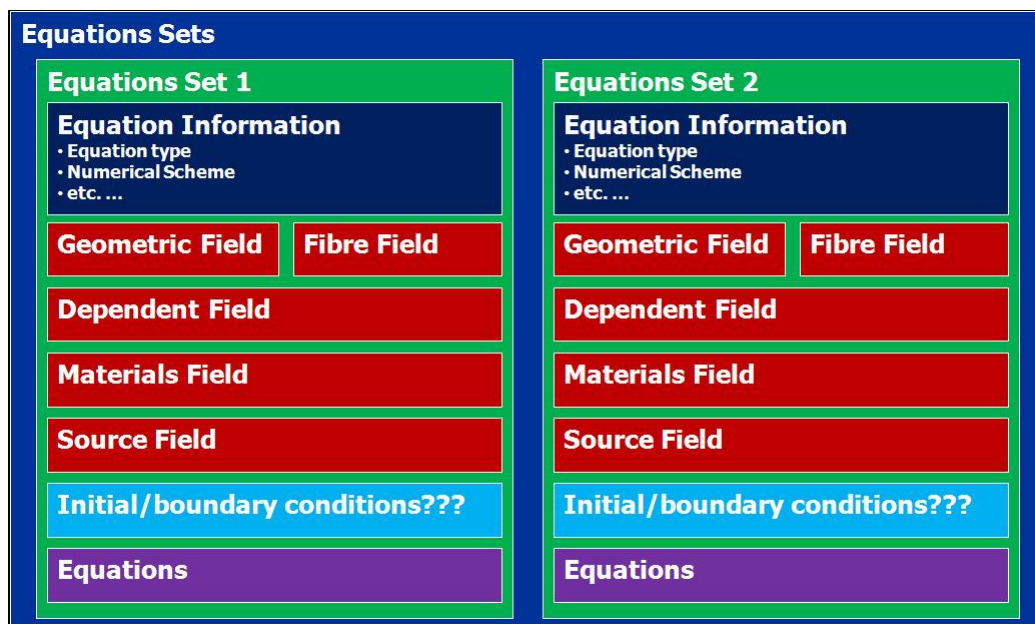 Equations Sets
Equations Set 1
Equation Information
· Equation type
· Numerical Scheme
· etc. ...
Geometric Field
Fibre Field
Dependent Field
Materials Field
Source Field
Initial/boundary conditions???
Equations
Equations Set 2
Equation Information
· Equation type
· Numerical Scheme
· etc. ...
Geometric Field
Fibre Field
Dependent Field
Materials Field
Source Field
Initial/boundary conditions???
Equations